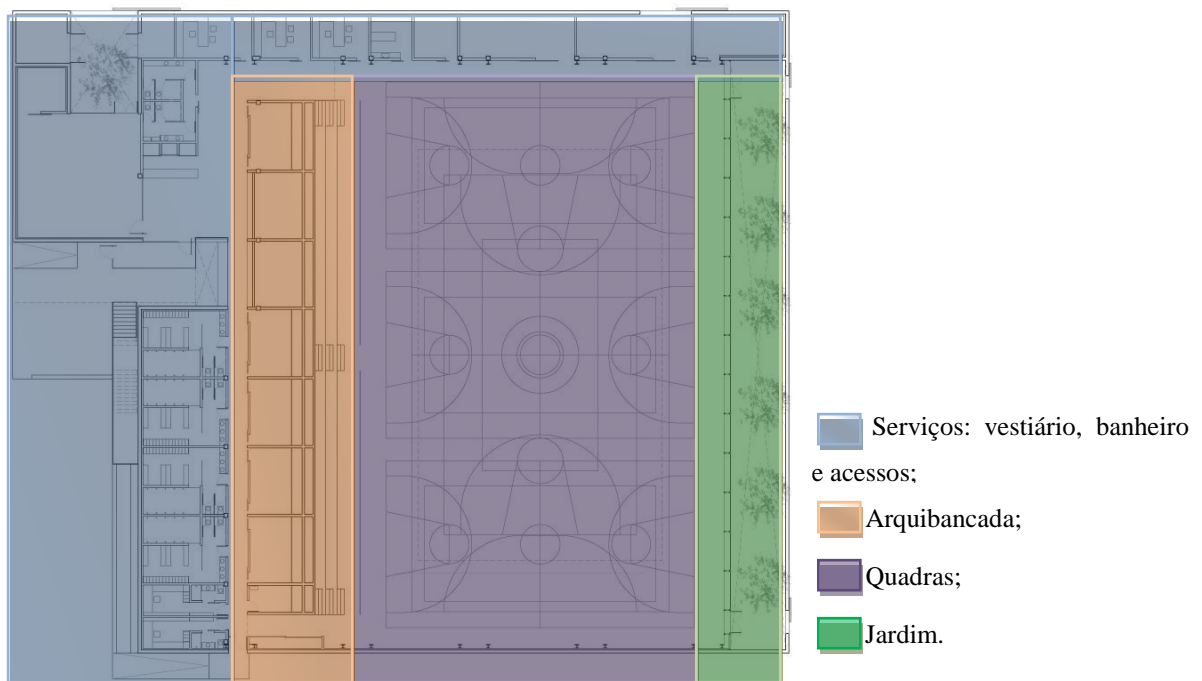 Serviços: vestiário, banheiro
e acessos;
Arquibancada;
Quadras;
Jardim.